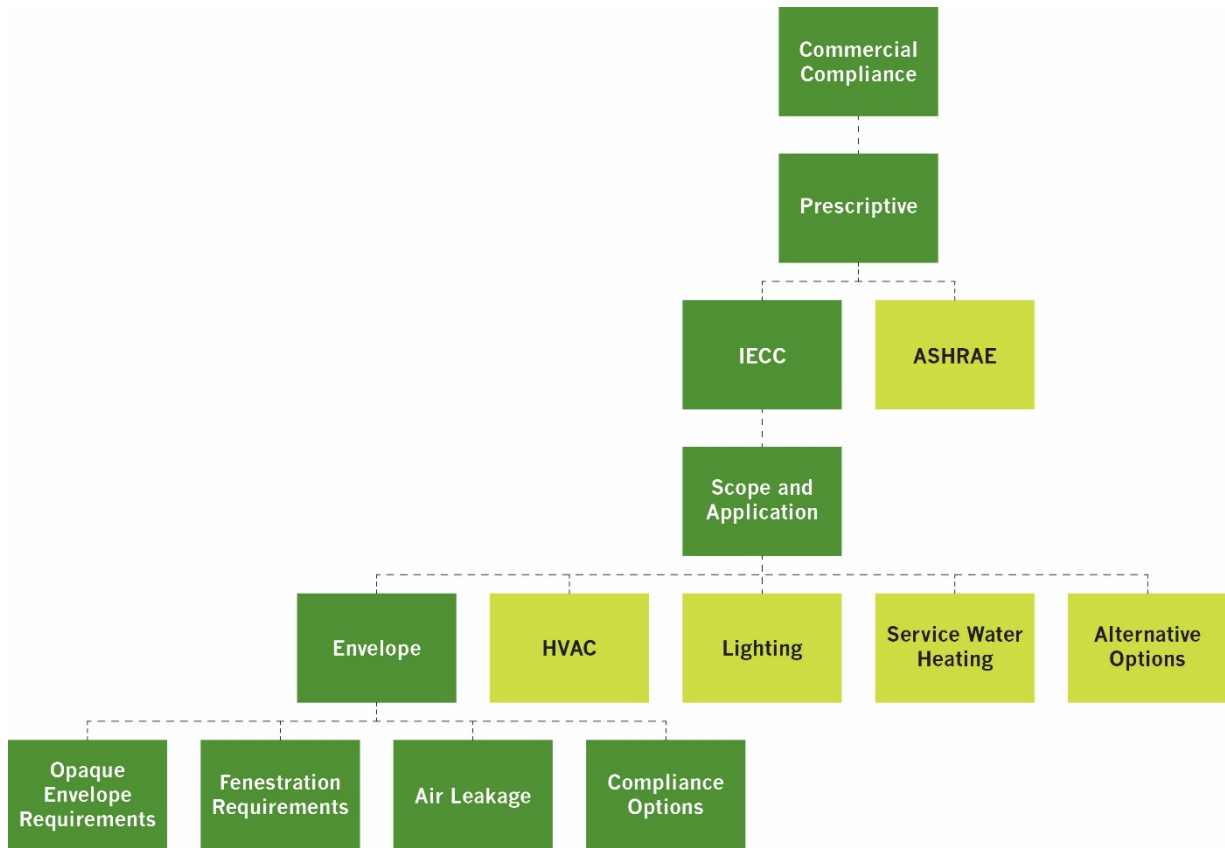 Commercial
Compliance
Prescriptive
IECC
ASHRAE
Scope and
Application
Envelope
HVAC
Lighting
Service Water
Heating
Alternative
Options
Opaque
Envelope
Requirements
Fenestration
Requirements
Air Leakage
Compliance
Options